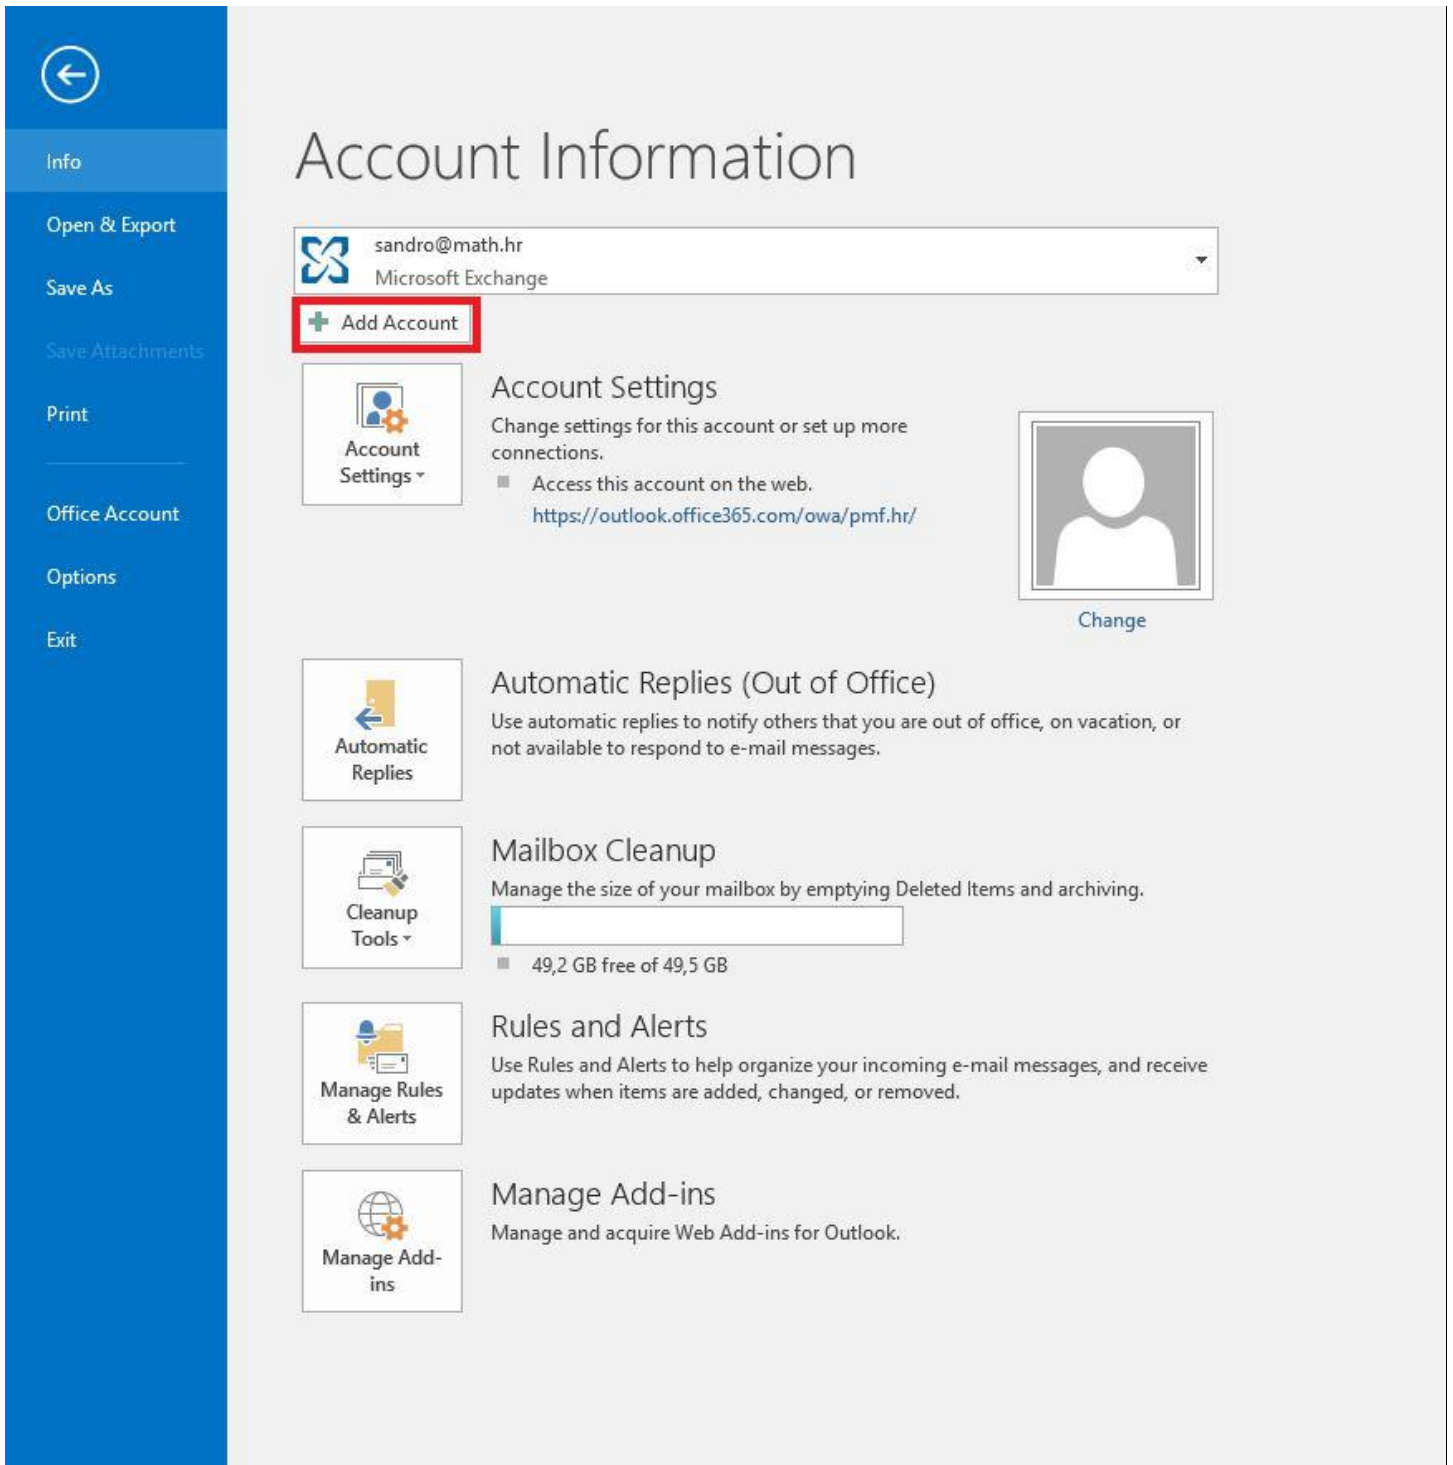 Info
Open & Export
Save As
Save Attachments
Print
Office Account
Options
Exit
Account Information
sandro@math.hr
Microsoft Exchange
Add Account
Account
Settings
Account Settings
Change settings for this account or set up more
connections.
Access this account on the web.
https://outlook.office365.com/owa/pmf.hr/
Change
Automatic
Replies
Automatic Replies (Out of Office)
Use automatic replies to notify others that you are out of office, on vacation, or
not available to respond to e-mail messages.
Cleanup
Tools
Mailbox Cleanup
Manage the size of your mailbox by emptying Deleted Items and archiving.
49,2 GB free of 49,5 GB
Manage Rules
& Alerts
Rules and Alerts
Use Rules and Alerts to help organize your incoming e-mail messages, and receive
updates when items are added, changed, or removed.
Manage Add-
ins
Manage Add-ins
Manage and acquire Web Add-ins for Outlook.